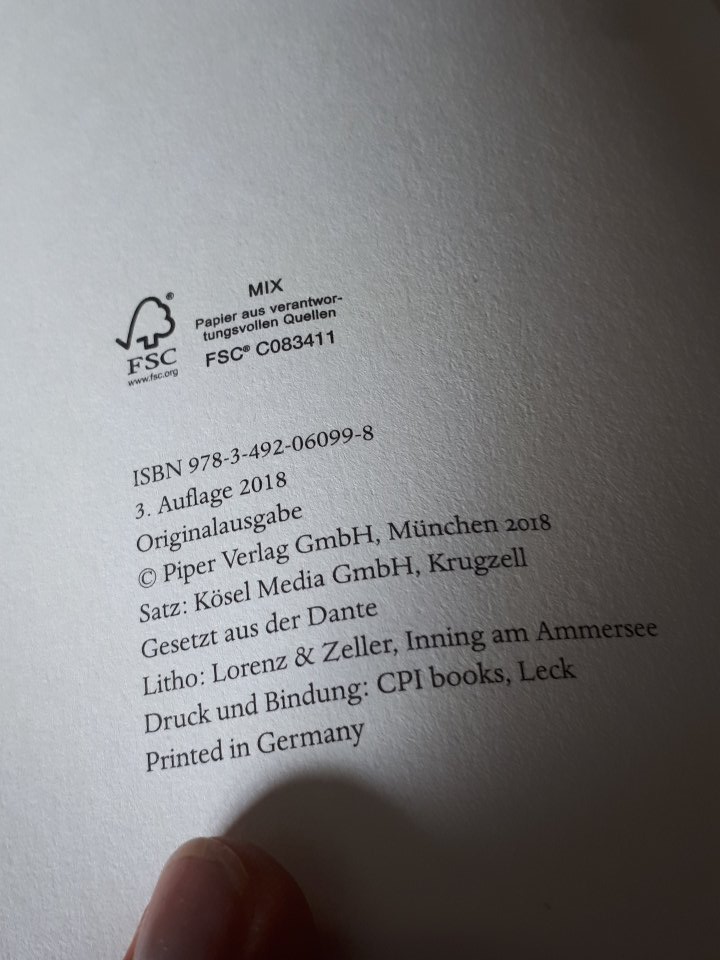 MIX
Papier aus verantwor-
tungsvollen Quellen
FSC® C083411
®
FSC
www.fsc.org
ISBN 978-3-492-06099-8
3. Auflage 2018
Originalausgabe
© Piper Verlag GmbH, München 2018
Satz: Kösel Media GmbH, Krugzell
Gesetzt aus der Dante
Litho: Lorenz & Zeller, Inning am Ammersee
Druck und Bindung: CPI books, Leck
Printed in Germany